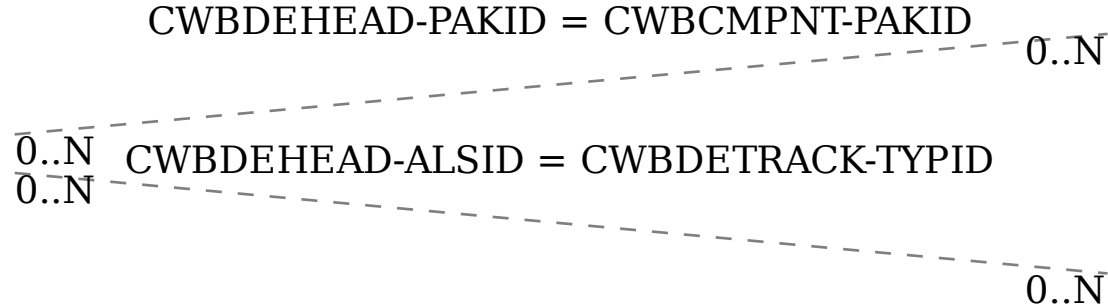 CWBDEHEAD-PAKID = CWBCMPNT-PAKID
0..N
0..N
CWBDEHEAD-ALSID = CWBDETRACK-TYPID
0..N
0..N